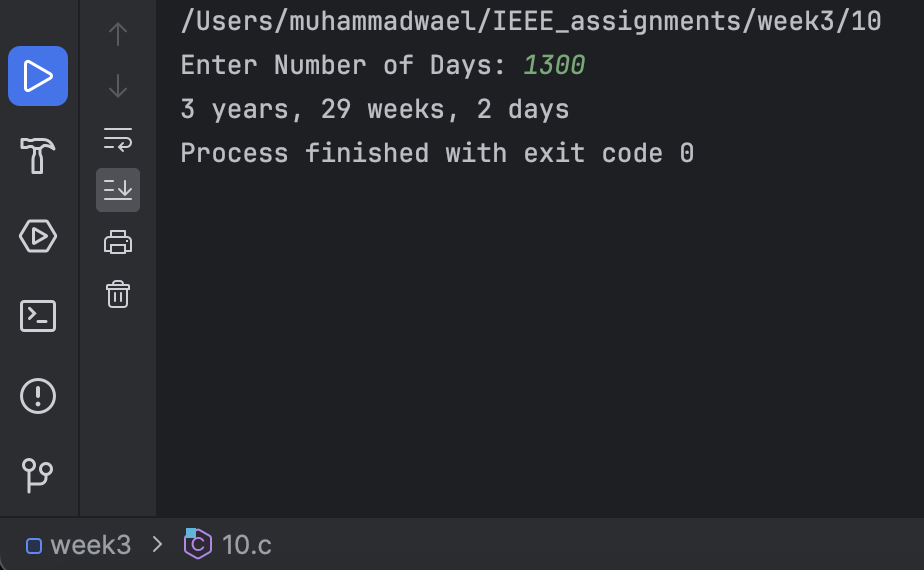 /Users/muhammadwael/IEEE_assignments/week3/10
Enter Number of Days: 1300
3 years, 29 weeks, 2 days
Process finished with exit code 0
week3 > 10.c